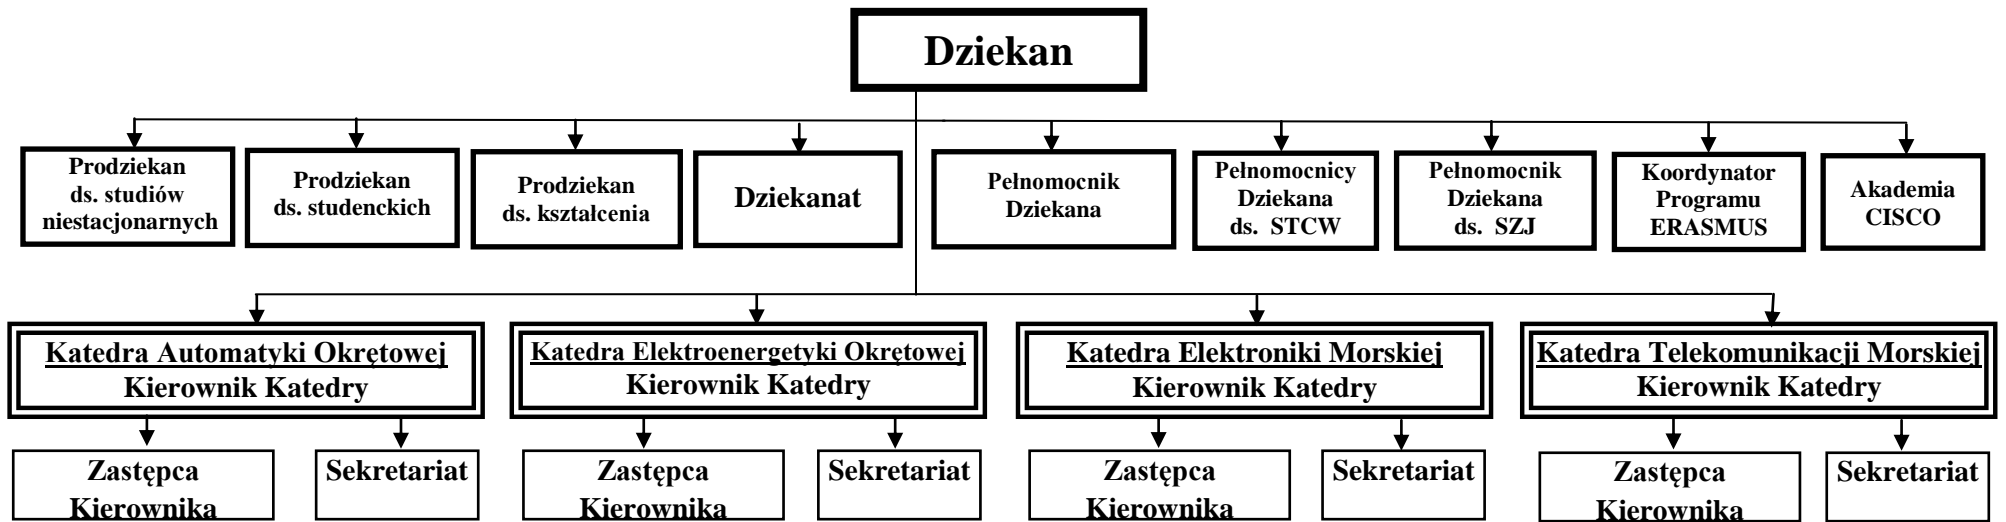 Dziekan
Prodziekan
ds. studiów
niestacjonarnych
Prodziekan
ds. studenckich
Prodziekan
ds. kształcenia
Dziekanat
Pełnomocnik
Dziekana
Pełnomocnicy
Dziekana
ds. STCW
Pełnomocnik
Dziekana
ds. SZJ
Koordynator
Programu
ERASMUS
Akademia
CISCO
Katedra Automatyki Okrętowej
Kierownik Katedry
Katedra Elektroenergetyki Okrętowej
Kierownik Katedry
Katedra Elektroniki Morskiej
Kierownik Katedry
Katedra Telekomunikacji Morskiej
Kierownik Katedry
Zastępca
Kierownika
Sekretariat
Zastępca
Kierownika
Sekretariat
Zastępca
Kierownika
Sekretariat
Zastępca
Kierownika
Sekretariat